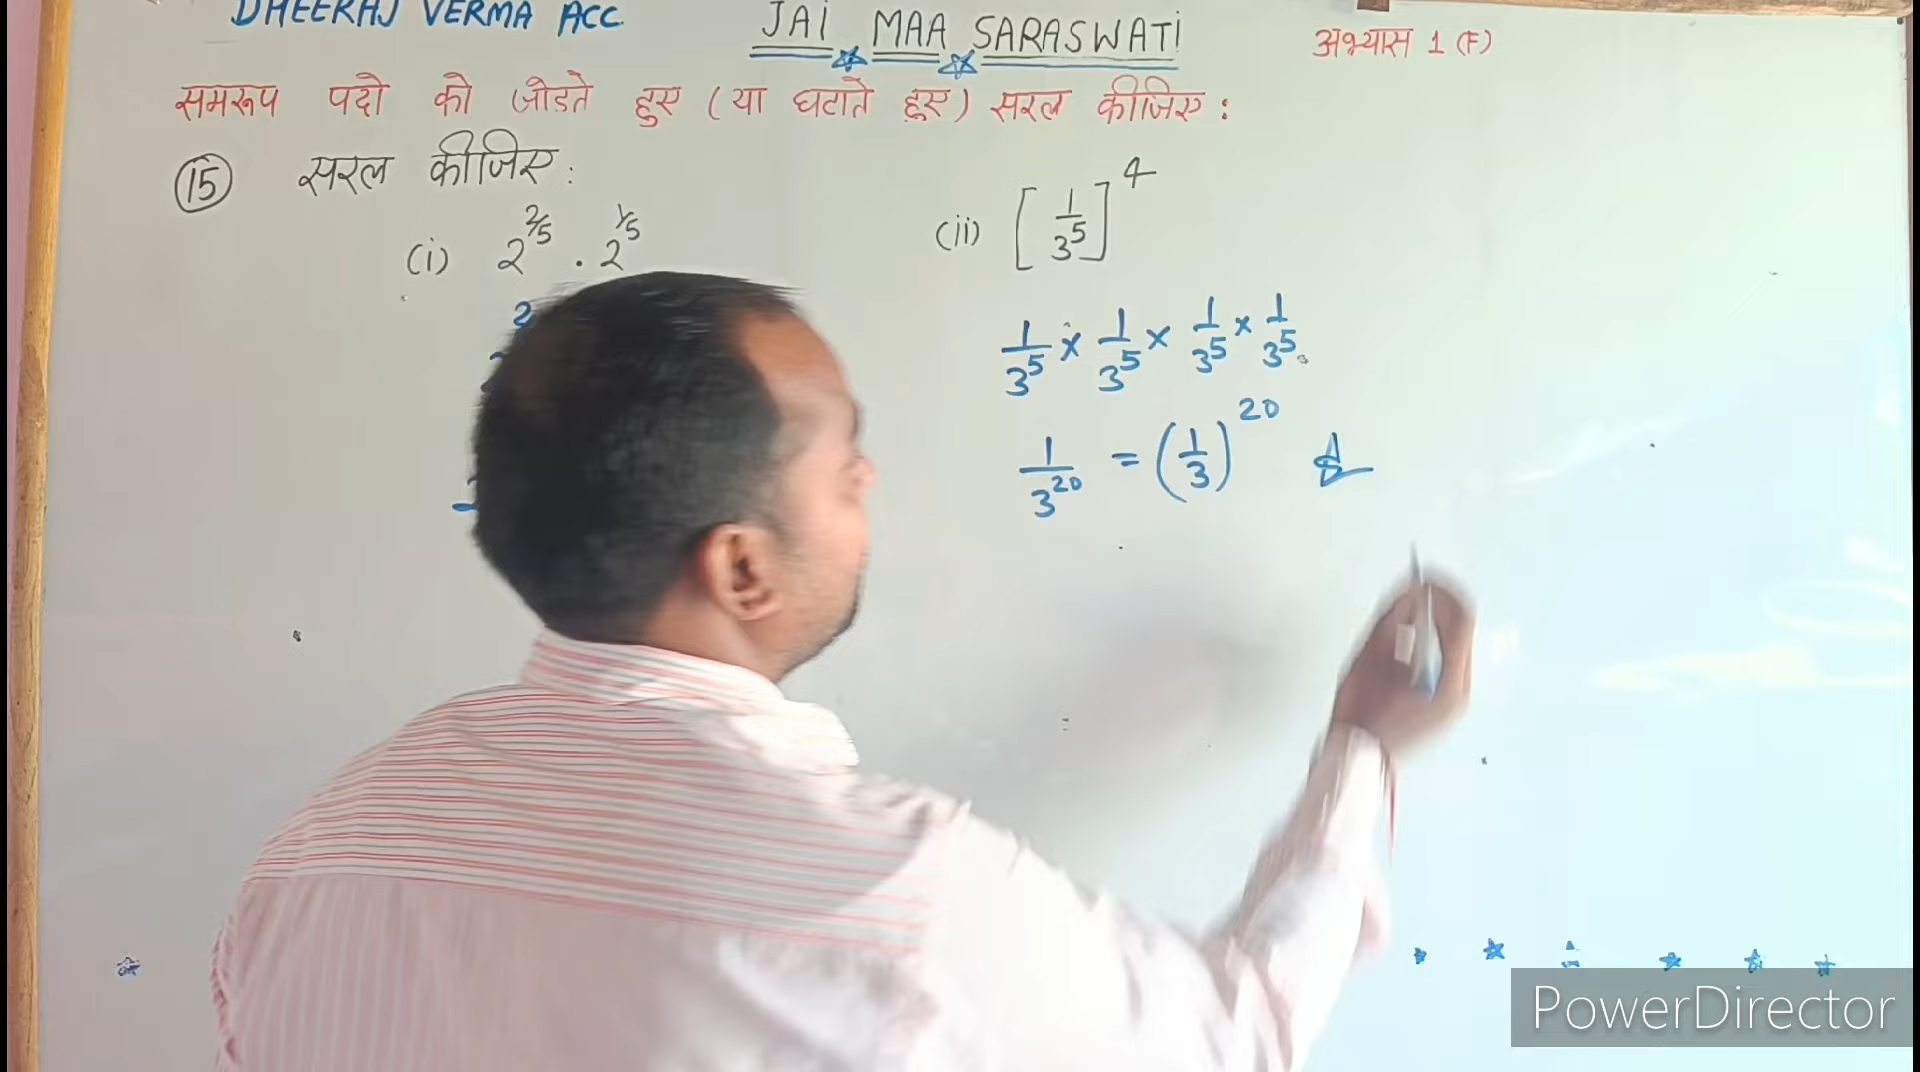 DHEERAJ VERMA ACC.
JAI MAA SARASWATI
अभ्यास 1 (F)
समरूप पदो को जोडते हुए (या घटाते हुए) सरल कीजिए :
(15) सरल कीजिए :
(i) 2^2/5 . 2^1/5
(ii) [1/3^5]^4
2
1/3^5 × 1/3^5 × 1/3^5 × 1/3^5
1/3^20 = (1/3)^20
PowerDirector